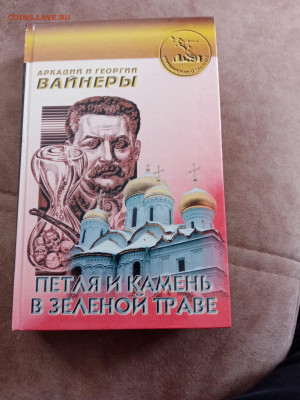 COINS.LAVE.RU
АРКАДИЙ И ГЕОРГИЙ
ВАЙНЕРЫ
ПЕТЛЯ И КАМЕНЬ
В ЗЕЛЕНОЙ ТРАВЕ